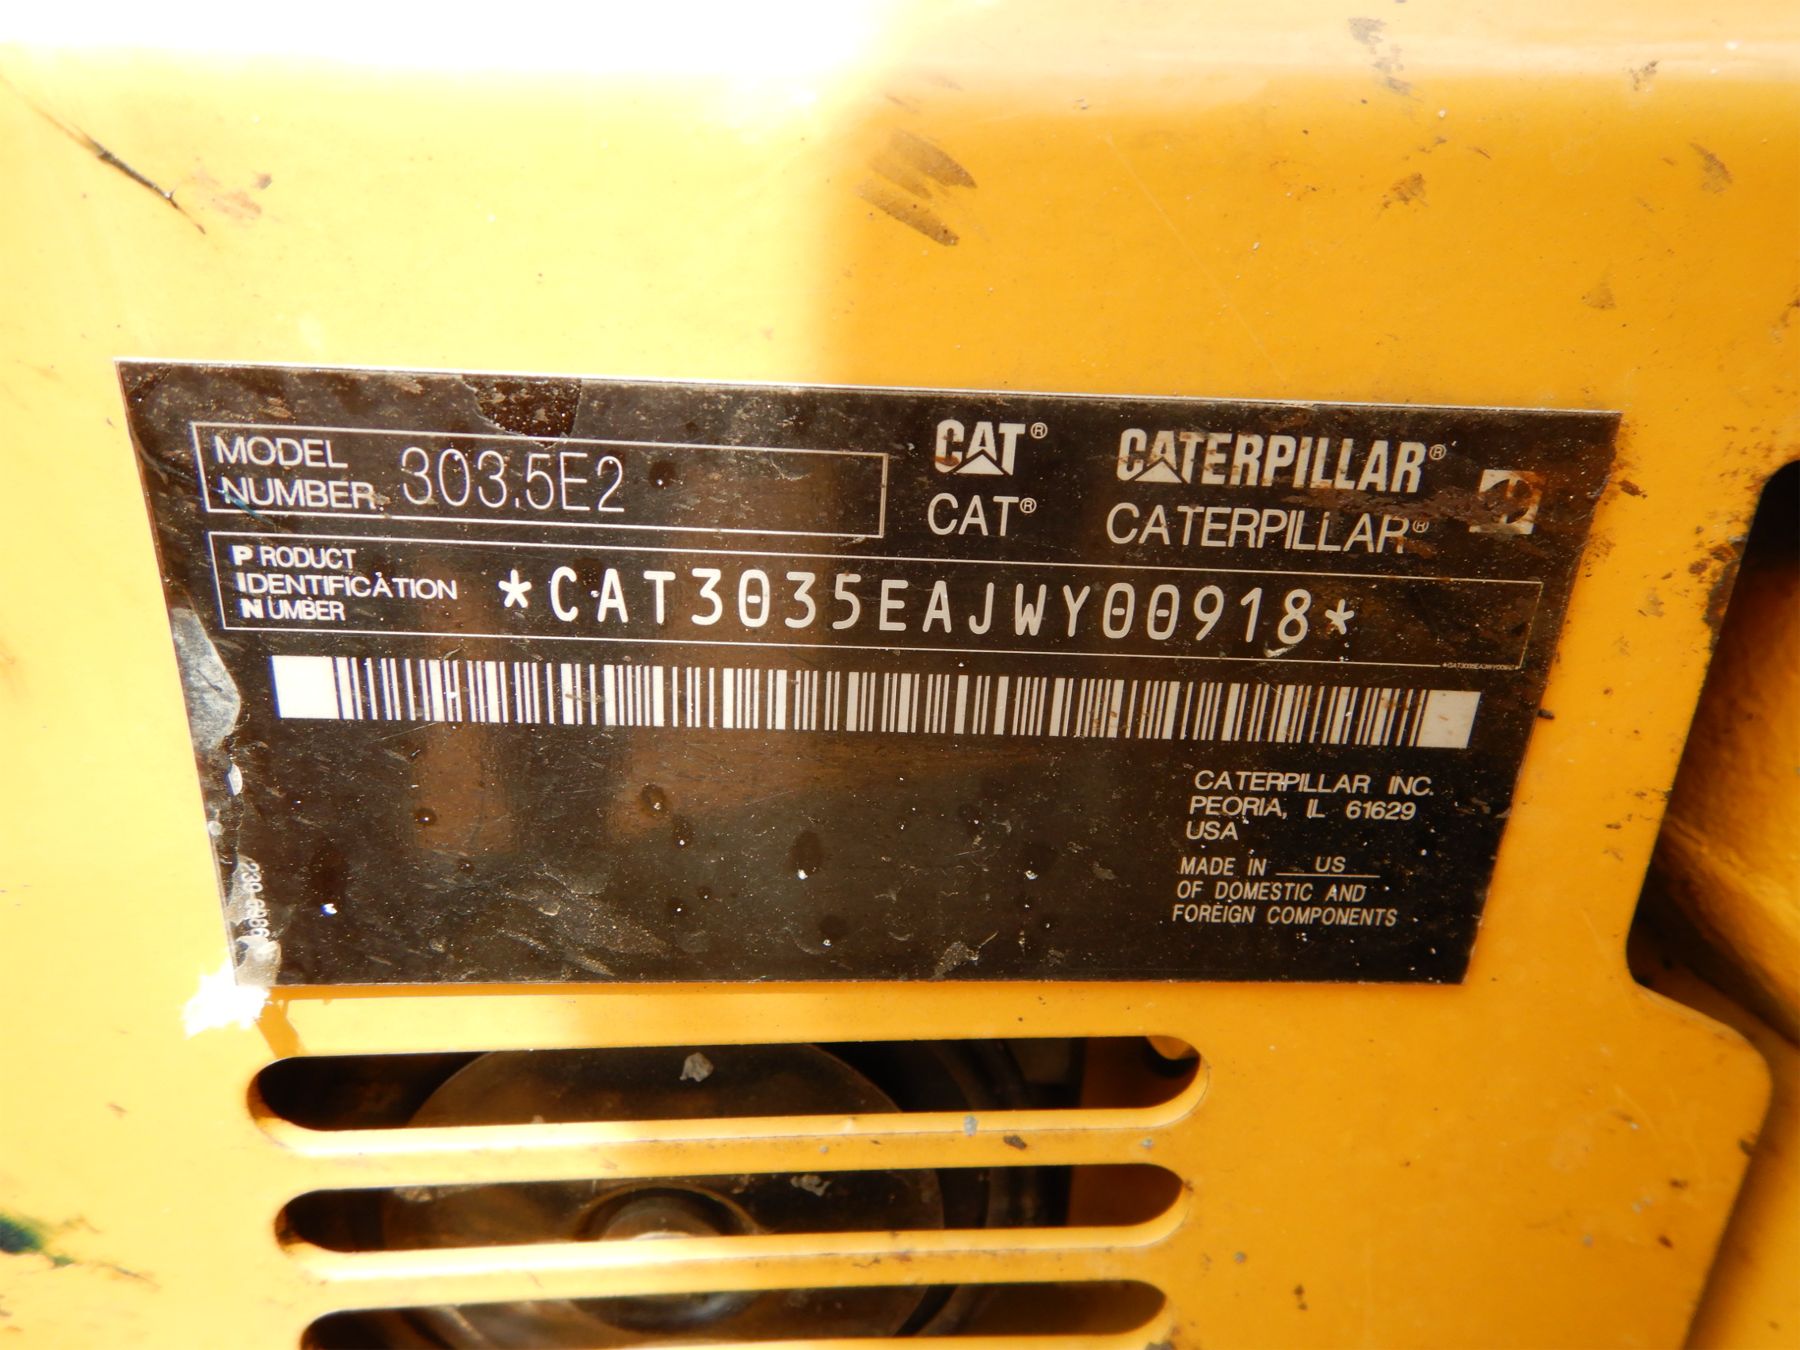 MODEL NUMBER 303.5E2
CAT® CATERPILLAR®
CAT® CATERPILLAR®
PRODUCT IDENTIFICATION NUMBER *CAT3035EAJWY00918*
CATERPILLAR INC.
PEORIA, IL 61629
USA
MADE IN US
OF DOMESTIC AND
FOREIGN COMPONENTS